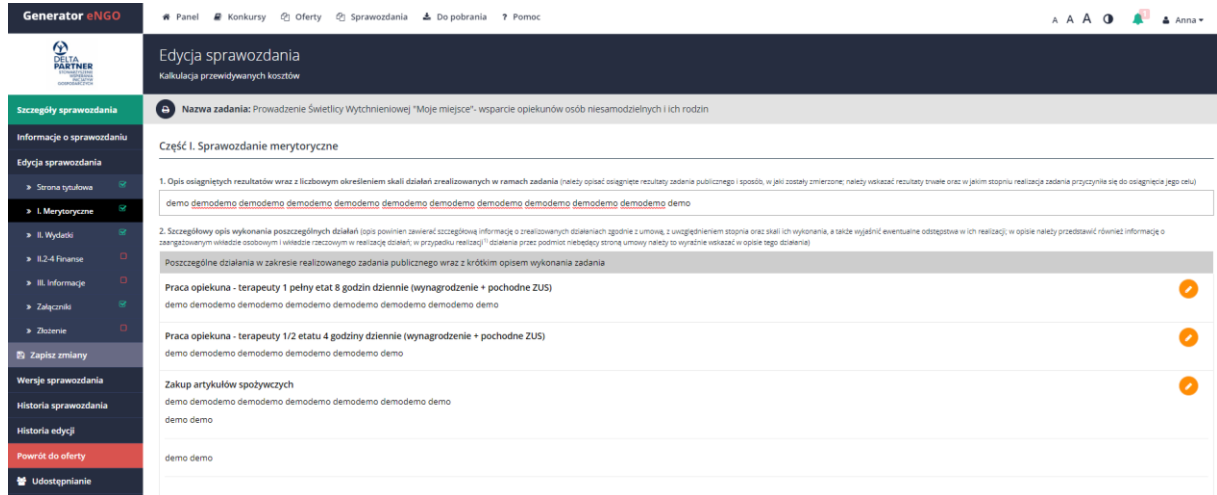 Generator eNGO
Panel Konkursy Oferty Sprawozdania Do pobrania ? Pomoc
A A A Anna
DELTA
PARTNER
Edycja sprawozdania
Kalkulacja przewidywanych kosztów
Szczegóły sprawozdania
Nazwa zadania: Prowadzenie Świetlicy Wytchnieniowej "Moje miejsce"- wsparcie opiekunów osób niesamodzielnych i ich rodzin
Informacje o sprawozdaniu
Edycja sprawozdania
» Strona tytułowa
» I. Merytoryczne
» II. Wydatki
» II.2-4 Finanse
» III. Informacje
» Załączniki
» Złożenie
Zapisz zmiany
Wersje sprawozdania
Historia sprawozdania
Historia edycji
Powrót do oferty
Udostępnianie
Część I. Sprawozdanie merytoryczne
1. Opis osiągniętych rezultatów wraz z liczbowym określeniem skali działań zrealizowanych w ramach zadania (należy opisać osiągnięte rezultaty zadania publicznego i sposób, w jaki zostały zmierzone; należy wskazać rezultaty trwałe oraz w jakim stopniu realizacja zadania przyczyniła się do osiągnięcia jego celu)
demo demodemo demodemo demodemo demodemo demodemo demodemo demodemo demodemo demodemo demodemo demo
2. Szczegółowy opis wykonania poszczególnych działań (opis powinien zawierać szczegółową informację o zrealizowanych działaniach zgodnie z umową, z uwzględnieniem stopnia oraz skali ich wykonania, a także wyjaśnić ewentualne odstępstwa w ich realizacji; w opisie należy przedstawić również informację o
zaangażowanym wkładzie osobowym i wkładzie rzeczowym w realizację działań; w przypadku realizacji¹⁾ działania przez podmiot niebędący stroną umowy należy to wyraźnie wskazać w opisie tego działania)
Poszczególne działania w zakresie realizowanego zadania publicznego wraz z krótkim opisem wykonania zadania
Praca opiekuna - terapeuty 1 pełny etat 8 godzin dziennie (wynagrodzenie + pochodne ZUS)
demo demodemo demodemo demodemo demodemo demodemo demodemo demo
Praca opiekuna - terapeuty 1/2 etatu 4 godziny dziennie (wynagrodzenie + pochodne ZUS)
demo demodemo demodemo demodemo demodemo demo
Zakup artykułów spożywczych
demo demodemo demodemo demodemo demodemo demodemo demo
demo demo
demo demo